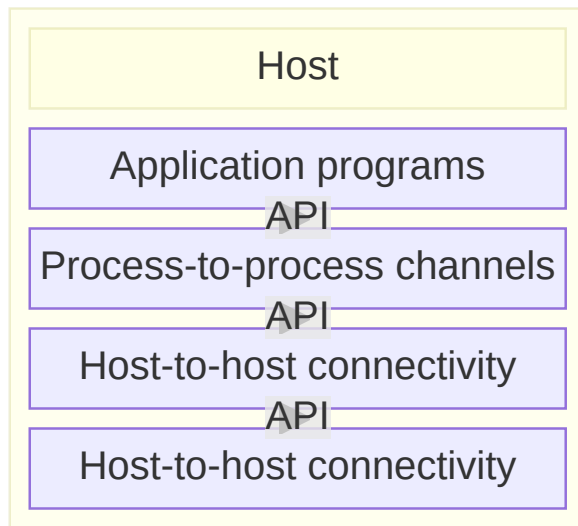 Host
Application programs
API
Process-to-process channels
API
Host-to-host connectivity
API
Host-to-host connectivity